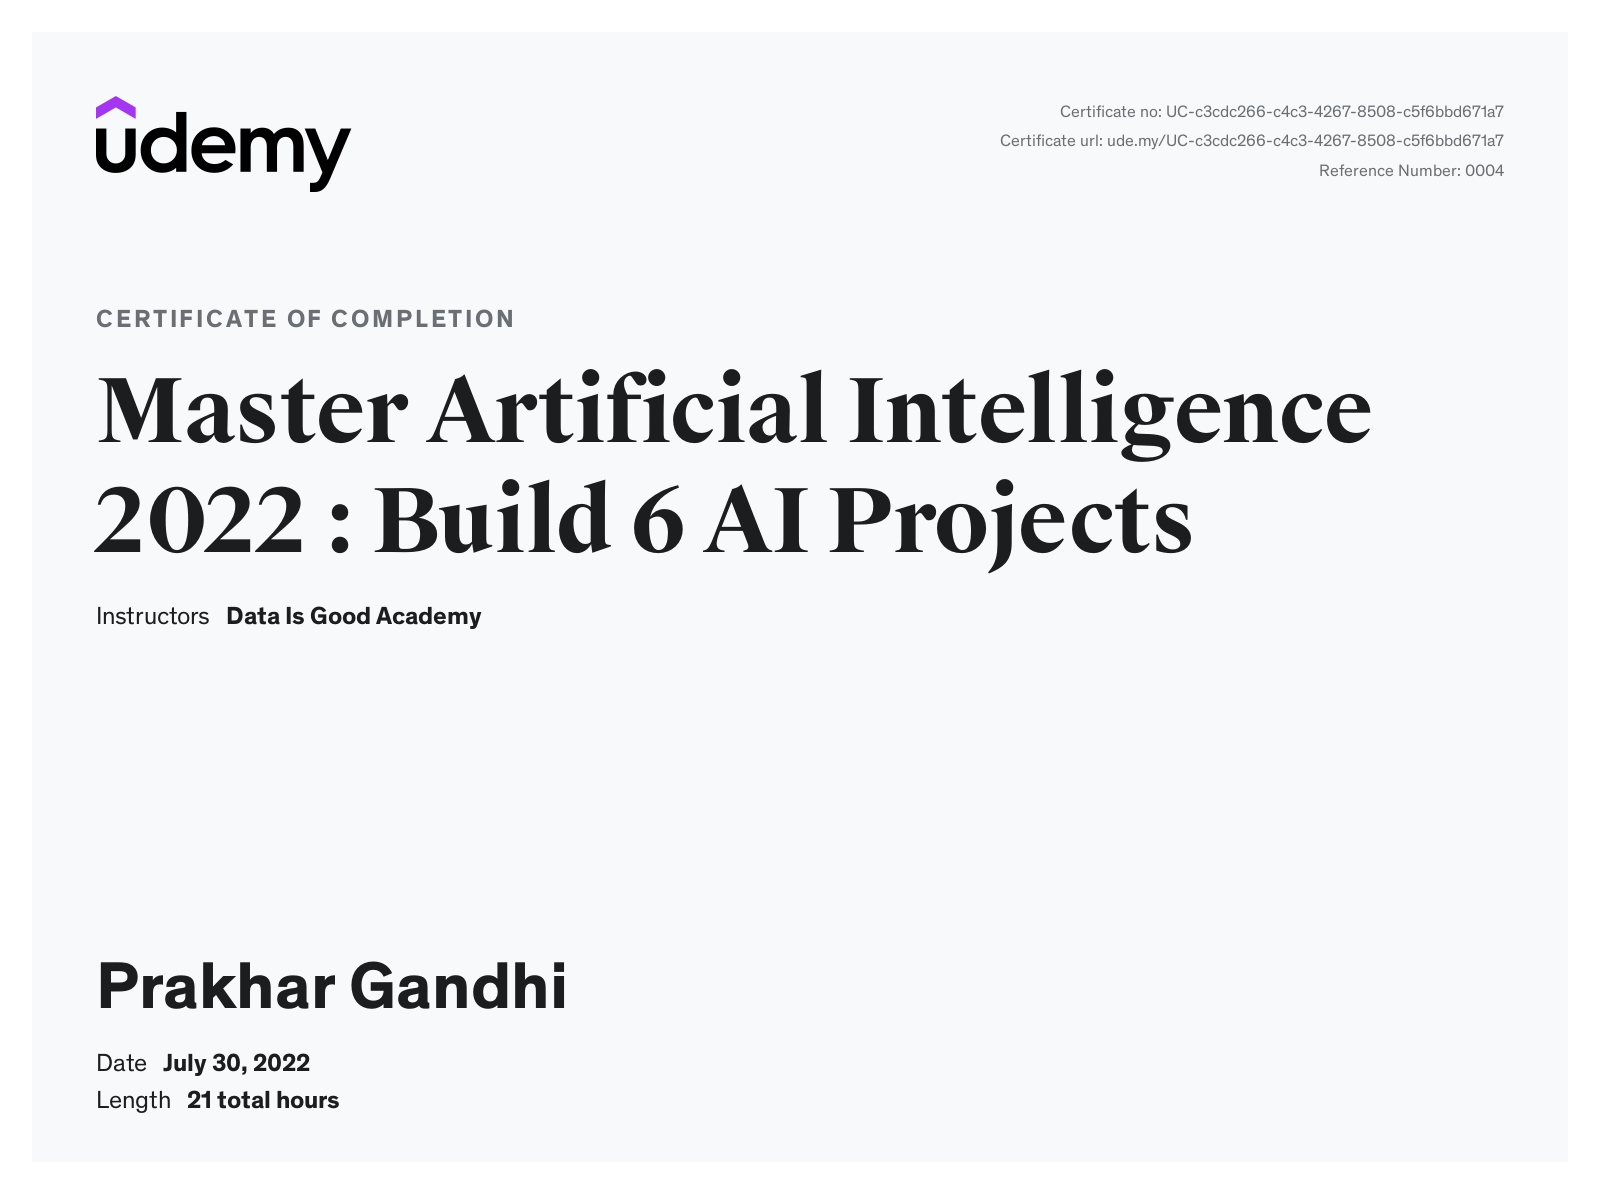 udemy
Certificate no: UC-c3cdc266-c4c3-4267-8508-c5f6bbd671a7
Certificate url: ude.my/UC-c3cdc266-c4c3-4267-8508-c5f6bbd671a7
Reference Number: 0004
CERTIFICATE OF COMPLETION
Master Artificial Intelligence
2022 : Build 6 AI Projects
Instructors Data Is Good Academy
Prakhar Gandhi
Date July 30, 2022
Length 21 total hours